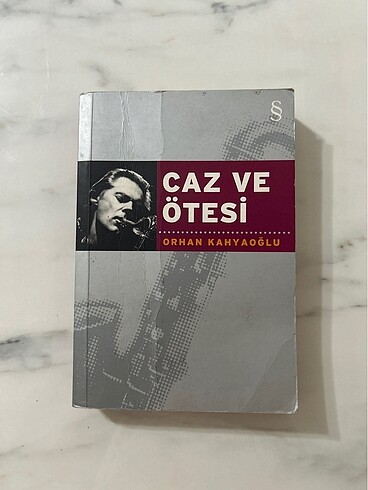 CAZ VE
ÖTESİ
ORHAN KAHYAOĞLU